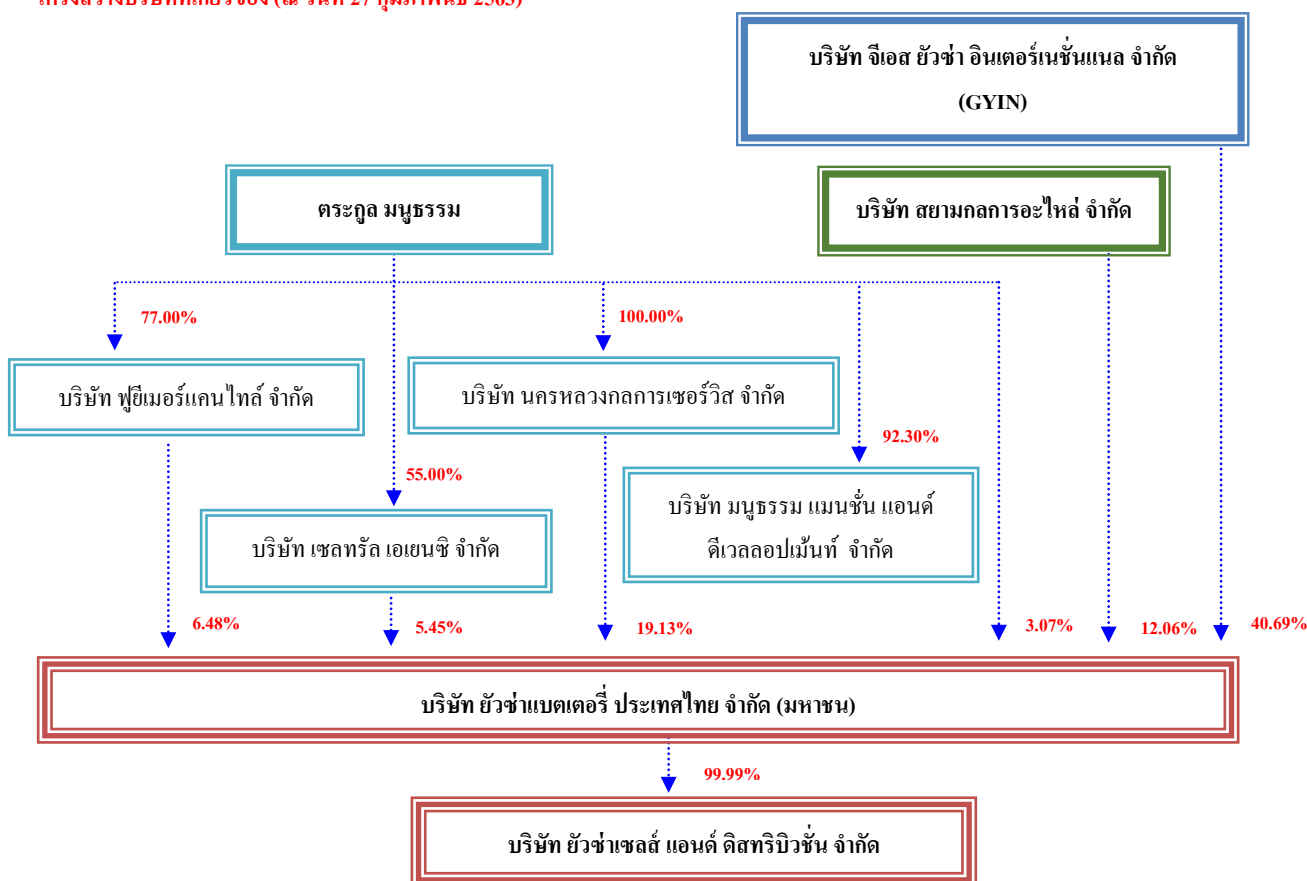 บริษัท จีเอส ยัวซ่า อินเตอร์เนชั่นแนล จำกัด
(GYIN)
ตระกูล มนูธรรม
บริษัท สยามกลการอะไหล่ จำกัด
77.00%
100.00%
บริษัท ฟูยีเมอร์แคนไทล์ จำกัด
บริษัท นครหลวงกลการเซอร์วิส จำกัด
92.30%
55.00%
บริษัท มนูธรรม แมนชั่น แอนด์
ดีเวลลอปเม้นท์ จำกัด
บริษัท เซลทรัล เอเยนซิ จำกัด
6.48%
5.45%
19.13%
3.07%
12.06%
40.69%
บริษัท ยัวซ่าแบตเตอรี่ ประเทศไทย จำกัด (มหาชน)
99.99%
บริษัท ยัวซ่าเซลส์ แอนด์ ดิสทริบิวชั่น จำกัด